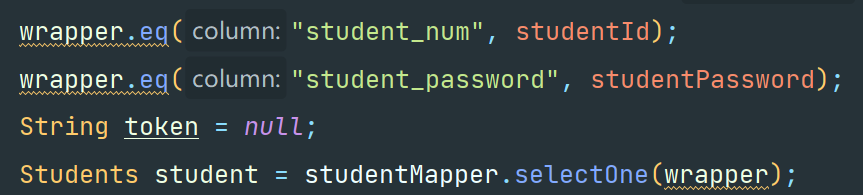 wrapper.eq( column: "student_num", studentId);
wrapper.eq( column: "student_password", studentPassword);
String token = null;
Students student = studentMapper.selectOne(wrapper);